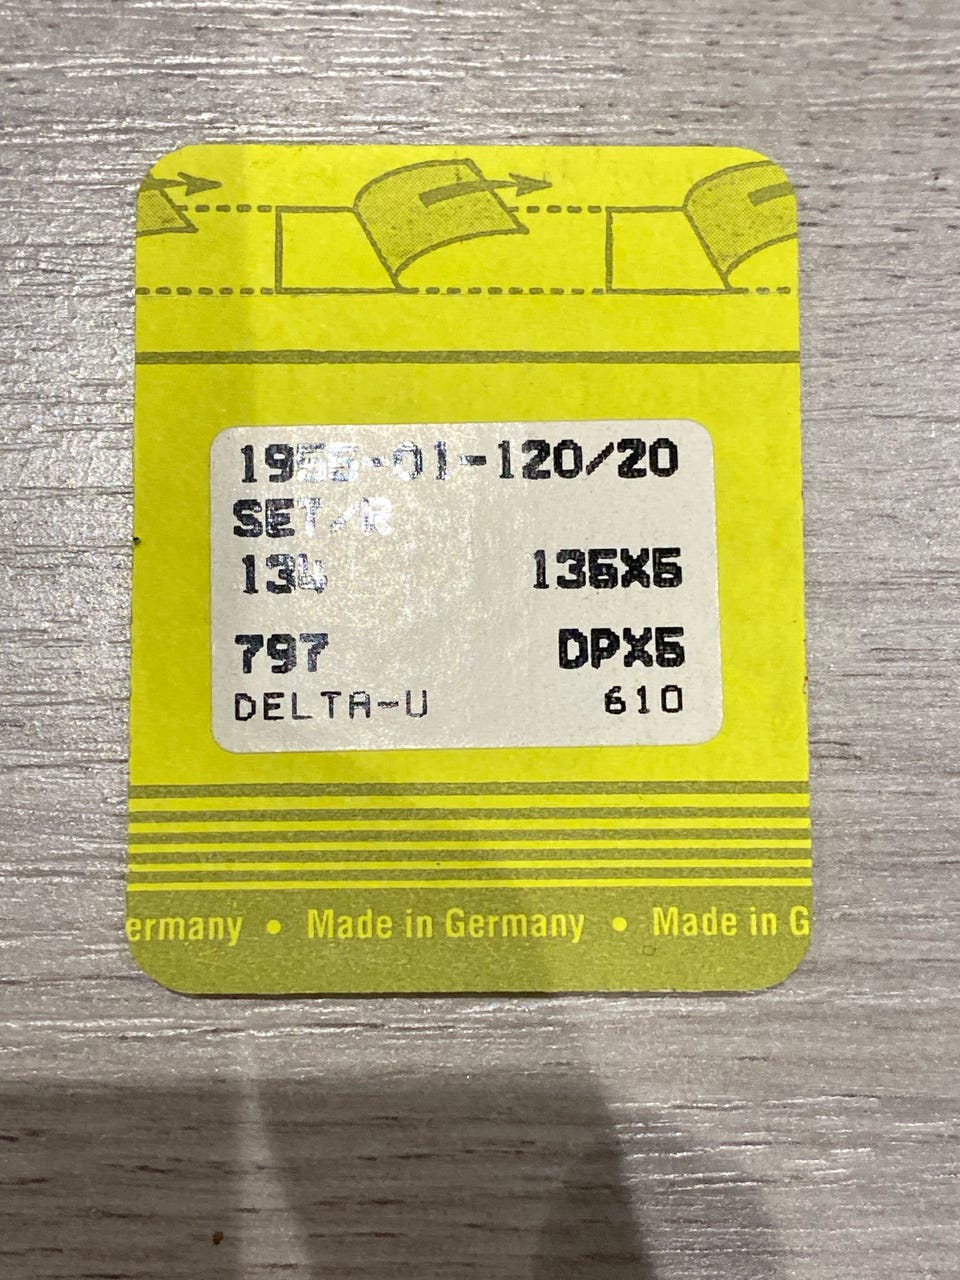 1955-01-120/20
SET/R
134 135X5
797 DPX5
DELTA-U 610
ermany • Made in Germany • Made in G